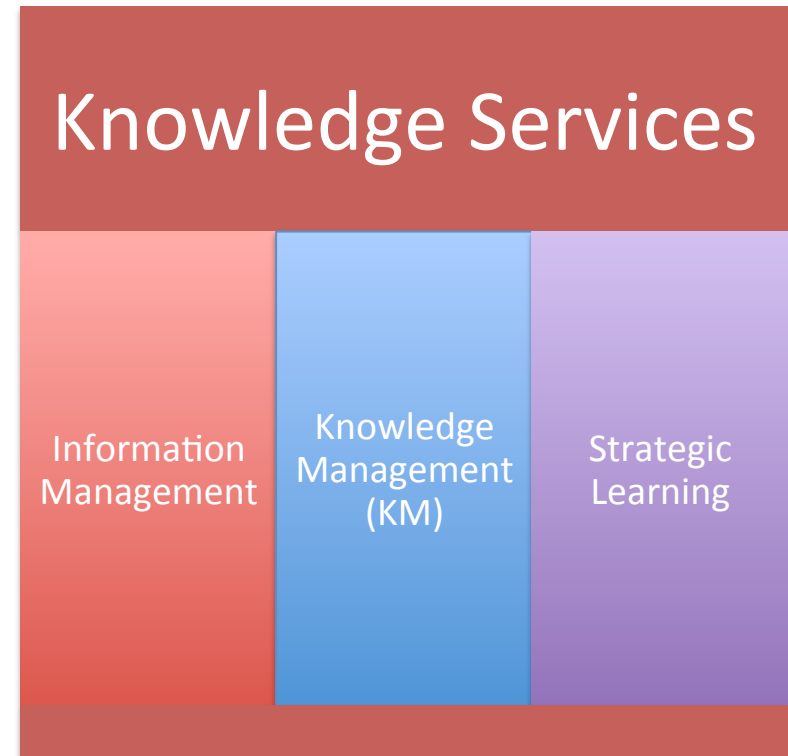 Knowledge Services
Information
Management
Knowledge
Management
(KM)
Strategic
Learning